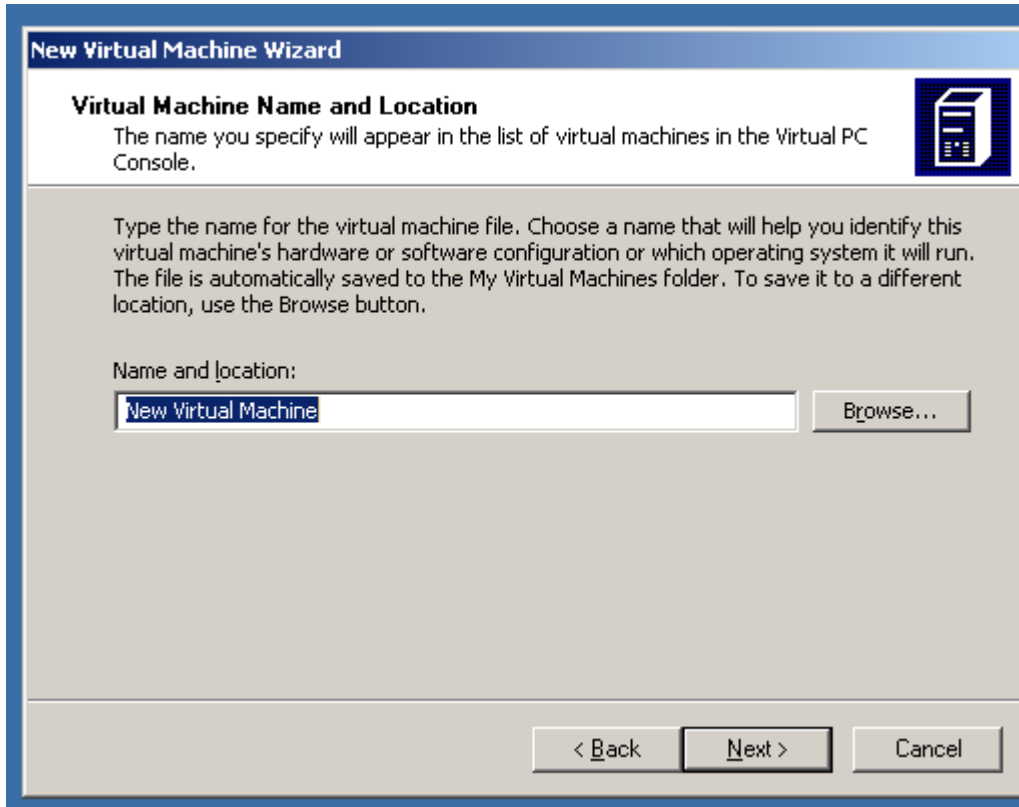 New Virtual Machine Wizard
Virtual Machine Name and Location
The name you specify will appear in the list of virtual machines in the Virtual PC
Console.
Type the name for the virtual machine file. Choose a name that will help you identify this
virtual machine's hardware or software configuration or which operating system it will run.
The file is automatically saved to the My Virtual Machines folder. To save it to a different
location, use the Browse button.
Name and location:
New Virtual Machine
Browse...
< Back
Next >
Cancel